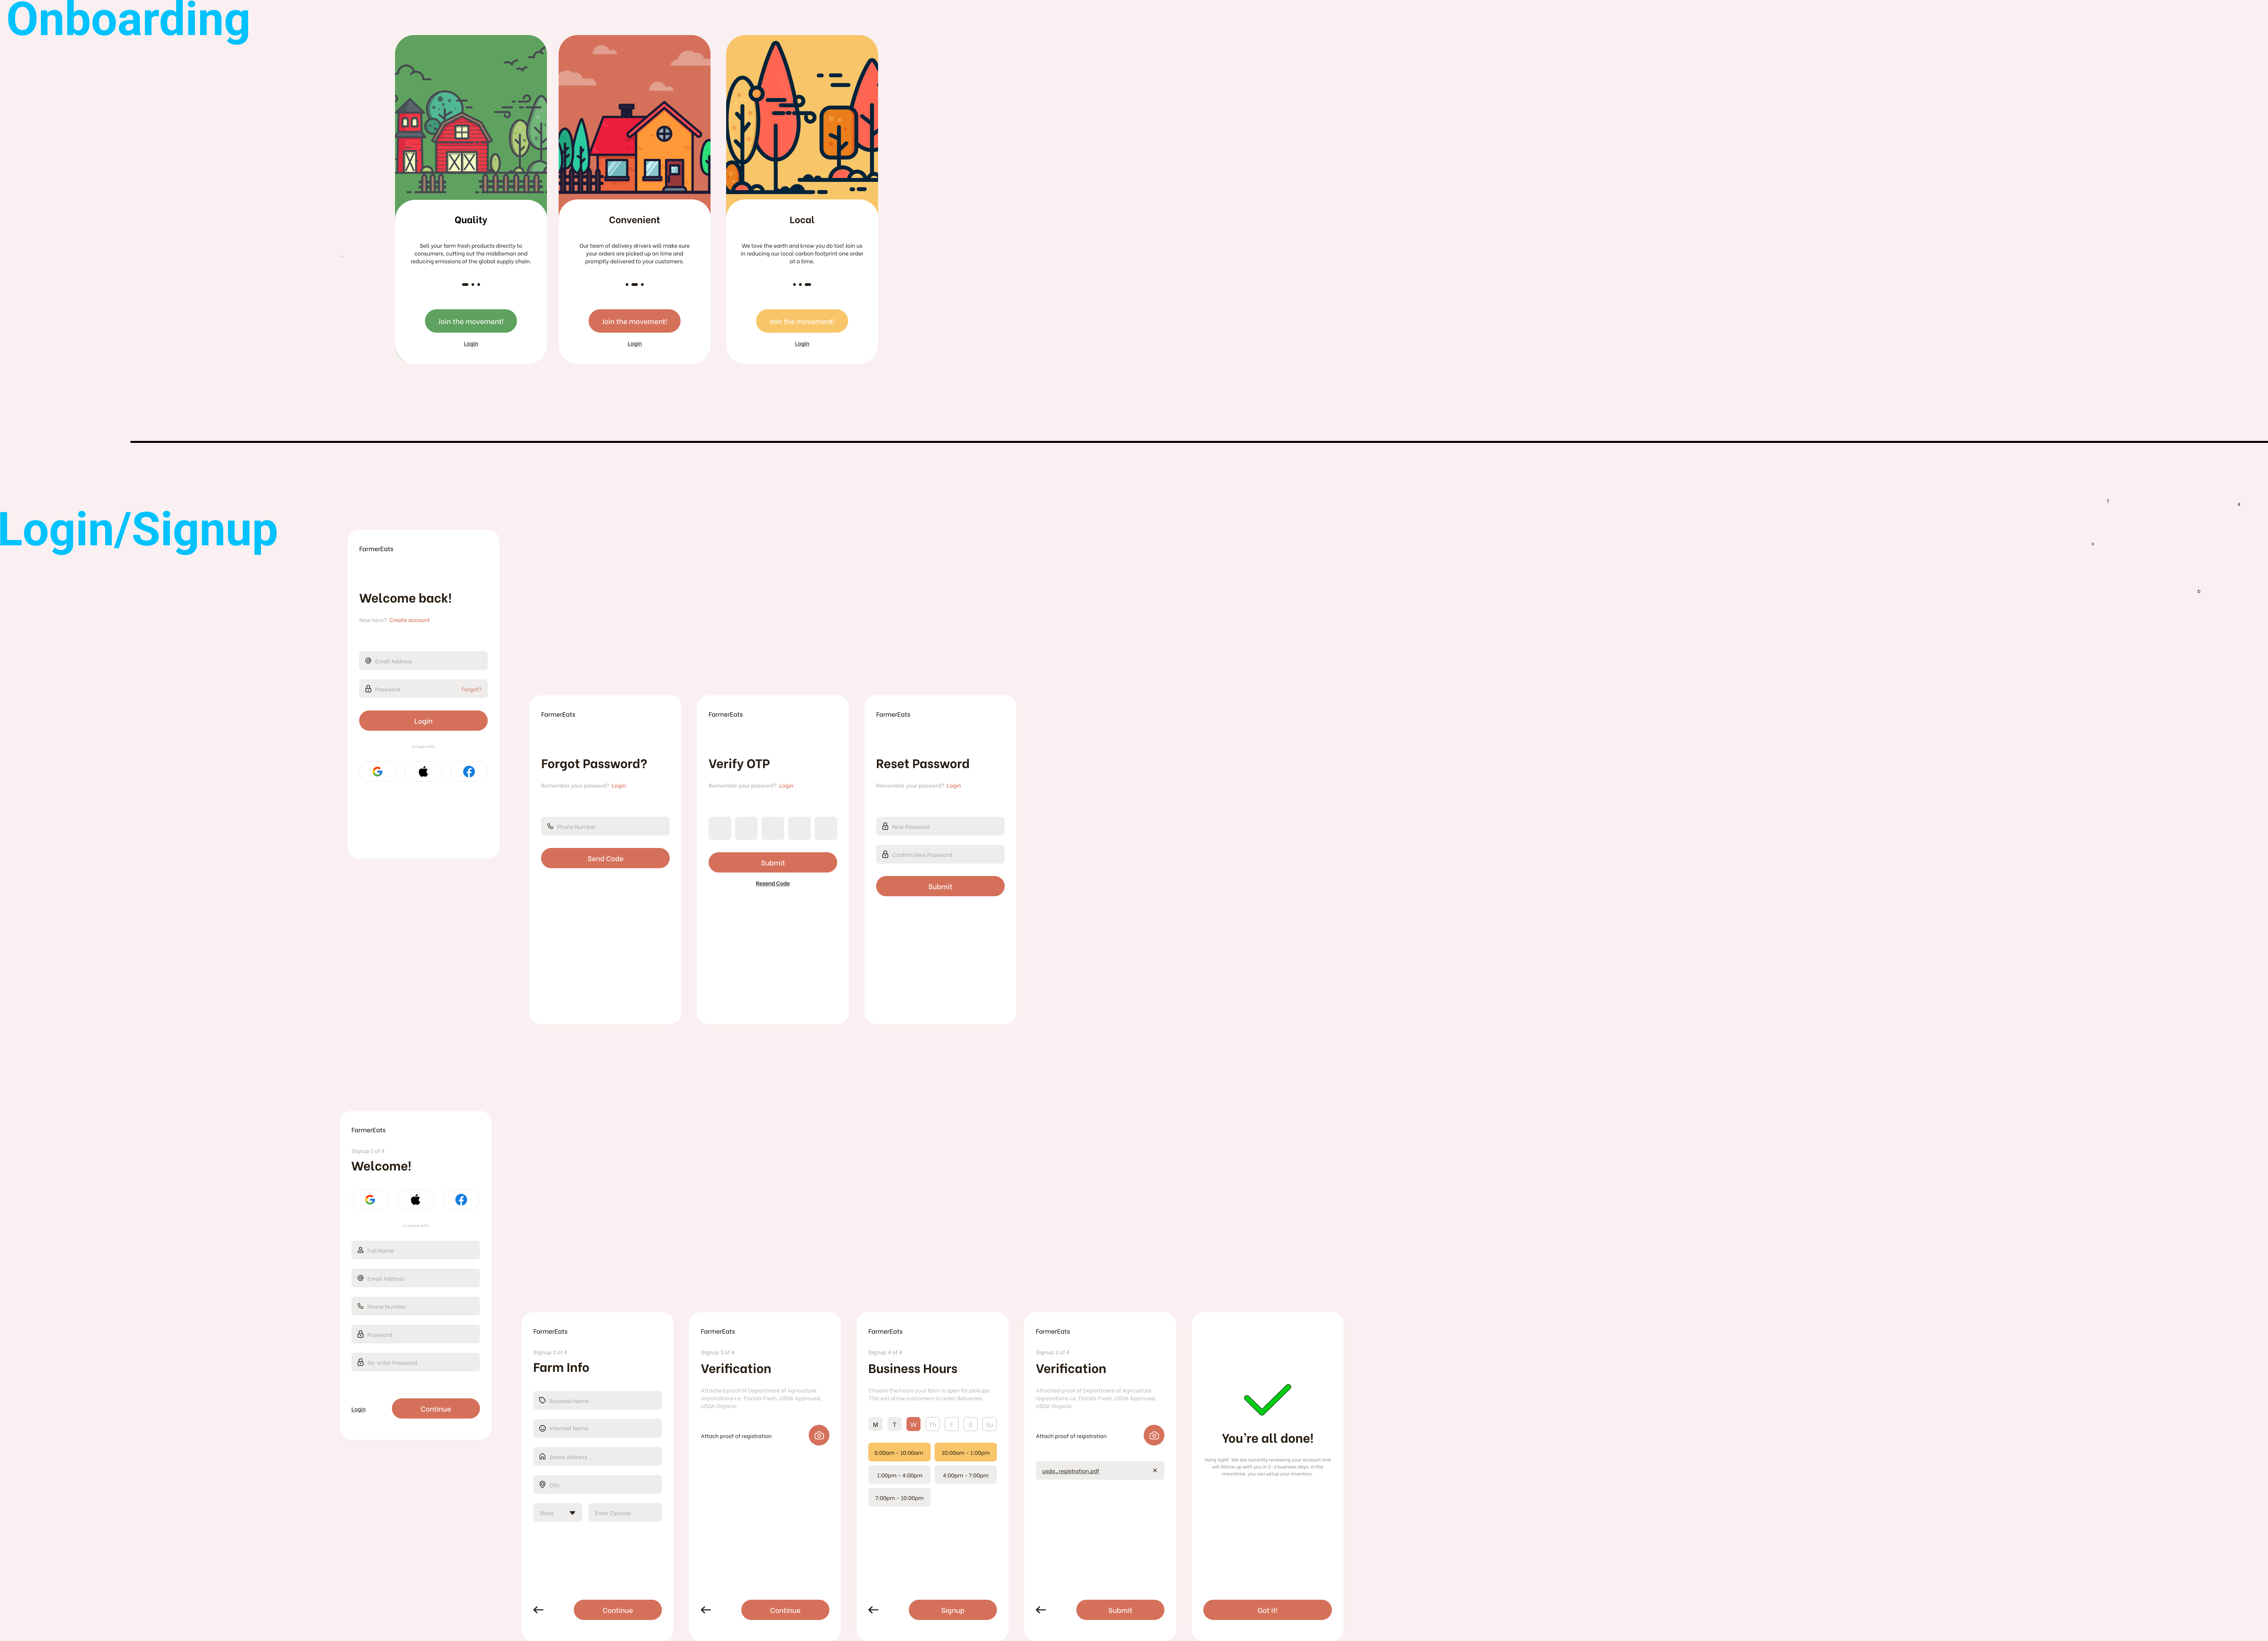 Onboarding
Quality
Sell your farm fresh products directly to
consumers, cutting out the middleman and
reducing emissions of the global supply chain.
Join the movement!
Login
Convenient
Our team of delivery drivers will make sure
your orders are picked up on time and
promptly delivered to your customers.
Join the movement!
Login
Local
We love the earth and know you do too! Join us
in reducing our local carbon footprint one order
at a time.
Join the movement!
Login
Login/Signup
FarmerEats
Welcome back!
New here? Create account
Email Address
Password
Forgot?
Login
or login with
FarmerEats
Forgot Password?
Remember your pasword? Login
Phone Number
Send Code
FarmerEats
Verify OTP
Remember your pasword? Login
Submit
Resend Code
FarmerEats
Reset Password
Remember your pasword? Login
New Password
Confirm New Password
Submit
FarmerEats
Signup 1 of 4
Welcome!
or signup with
Full Name
Email Address
Phone Number
Password
Re-enter Password
Login
Continue
FarmerEats
Signup 2 of 4
Farm Info
Business Name
Informal Name
Street Address
City
State
Enter Zipcode
Continue
FarmerEats
Signup 3 of 4
Verification
Attached proof of Department of Agriculture
registrations i.e. Florida Fresh, USDA Approved,
USDA Organic
Attach proof of registration
Continue
FarmerEats
Signup 4 of 4
Business Hours
Choose the hours your farm is open for pickups.
This will allow customers to order deliveries.
M T W Th F S Su
8:00am - 10:00am
10:00am - 1:00pm
1:00pm - 4:00pm
4:00pm - 7:00pm
7:00pm - 10:00pm
Signup
FarmerEats
Signup 3 of 4
Verification
Attached proof of Department of Agriculture
registrations i.e. Florida Fresh, USDA Approved,
USDA Organic
Attach proof of registration
usda_registration.pdf
Submit
You're all done!
Hang tight! We are currently reviewing your account and
will follow up with you in 2-3 business days. In the
meantime, you can setup your inventory.
Got it!